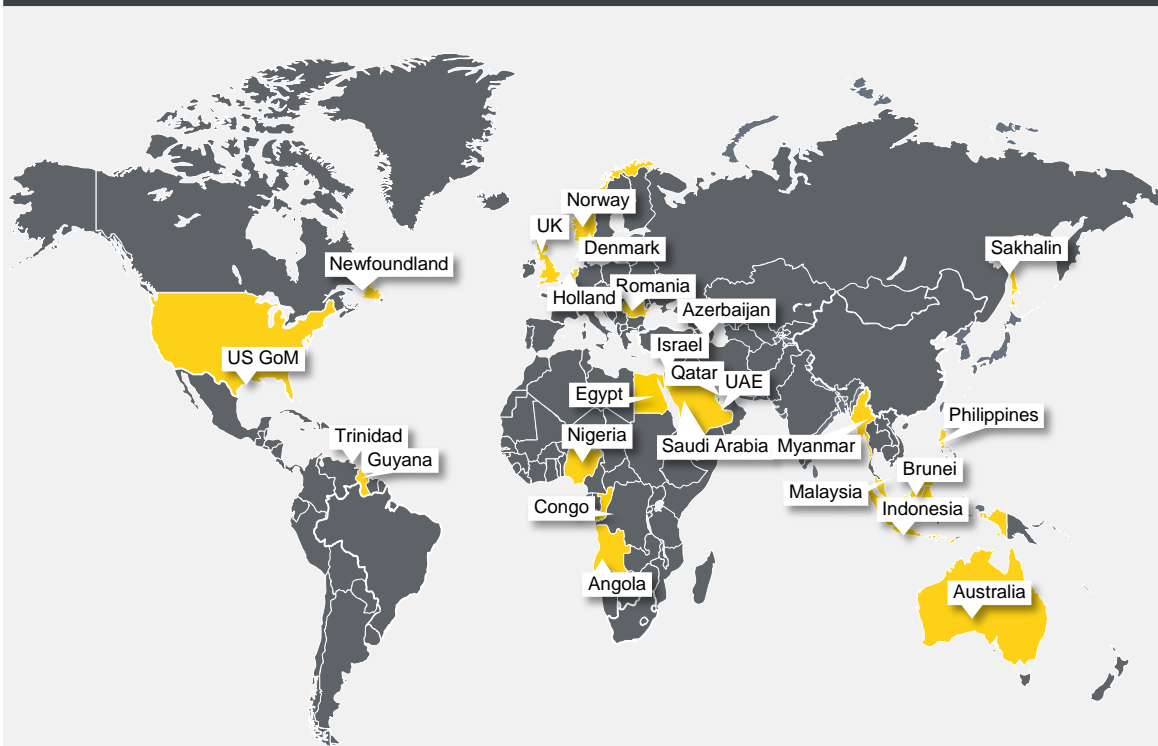 Norway
UK
Denmark
Sakhalin
Newfoundland
Romania
Holland
Azerbaijan
Israel
US GoM
Qatar
UAE
Egypt
Philippines
Trinidad
Nigeria
Saudi Arabia
Myanmar
Guyana
Brunei
Malaysia
Congo
Indonesia
Angola
Australia